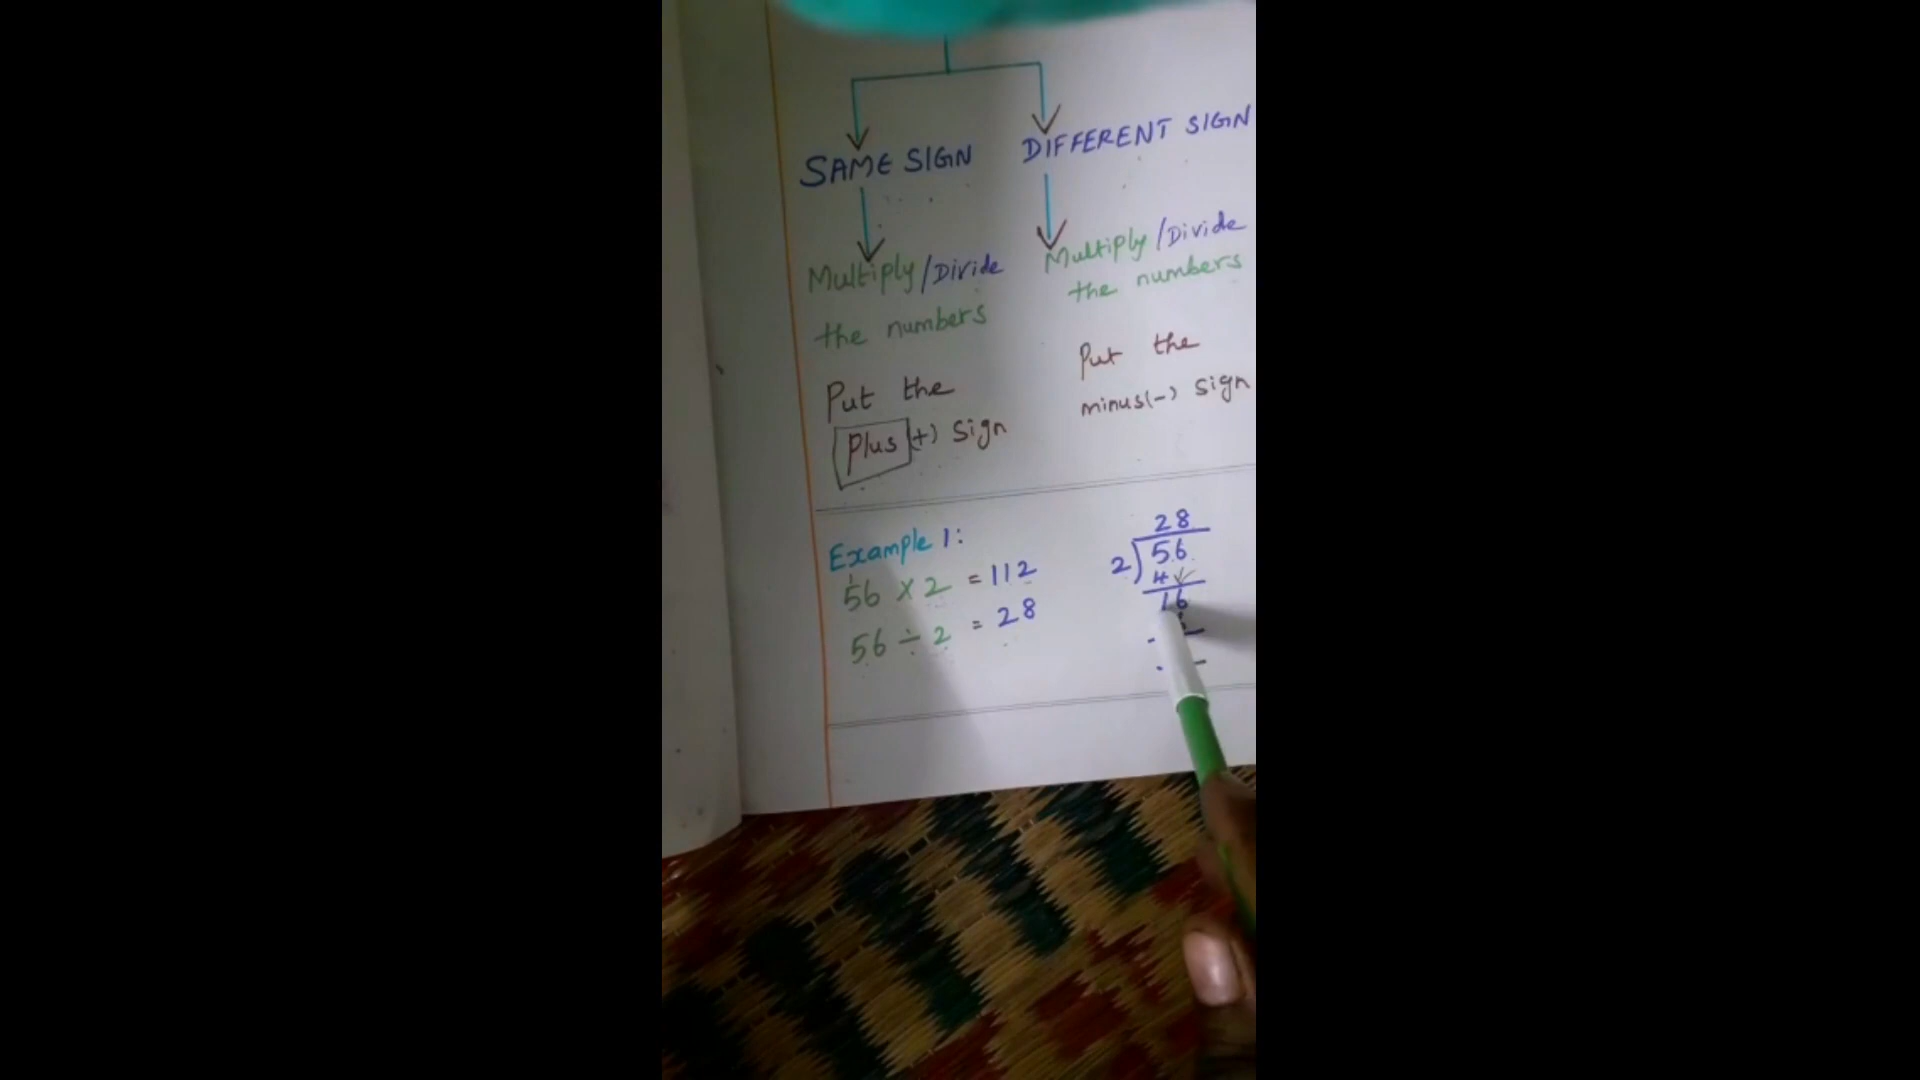 SAME SIGN
DIFFERENT SIGN
Multiply/Divide
the numbers
Put the
Plus (+) Sign
Multiply/Divide
the numbers
Put the
minus(-) Sign
Example 1:
1
56 × 2 = 112
56 ÷ 2 = 28
28
2)56
4↓
16